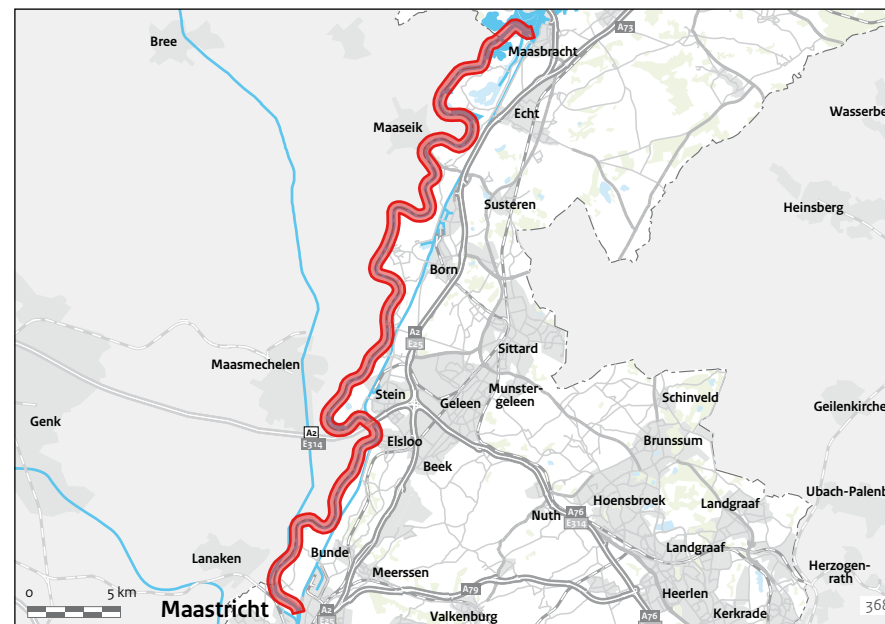 Bree
A73
Maasbracht
Echt
Wasserbe
Maaseik
Susteren
Heinsberg
Born
A2
E25
Sittard
Maasmechelen
Stein
Geleen
Munster-
geleen
Schinveld
Geilenkirche
Genk
A2
E314
Elsloo
Brunssum
Beek
Hoensbroek
Landgraaf
Ubach-Palenb
Nuth
A76
E314
Lanaken
Bunde
Landgraaf
Meerssen
Herzogen-
rath
A79
Heerlen
0
5 km
Maastricht
A2
E25
Valkenburg
A76
Kerkrade
368